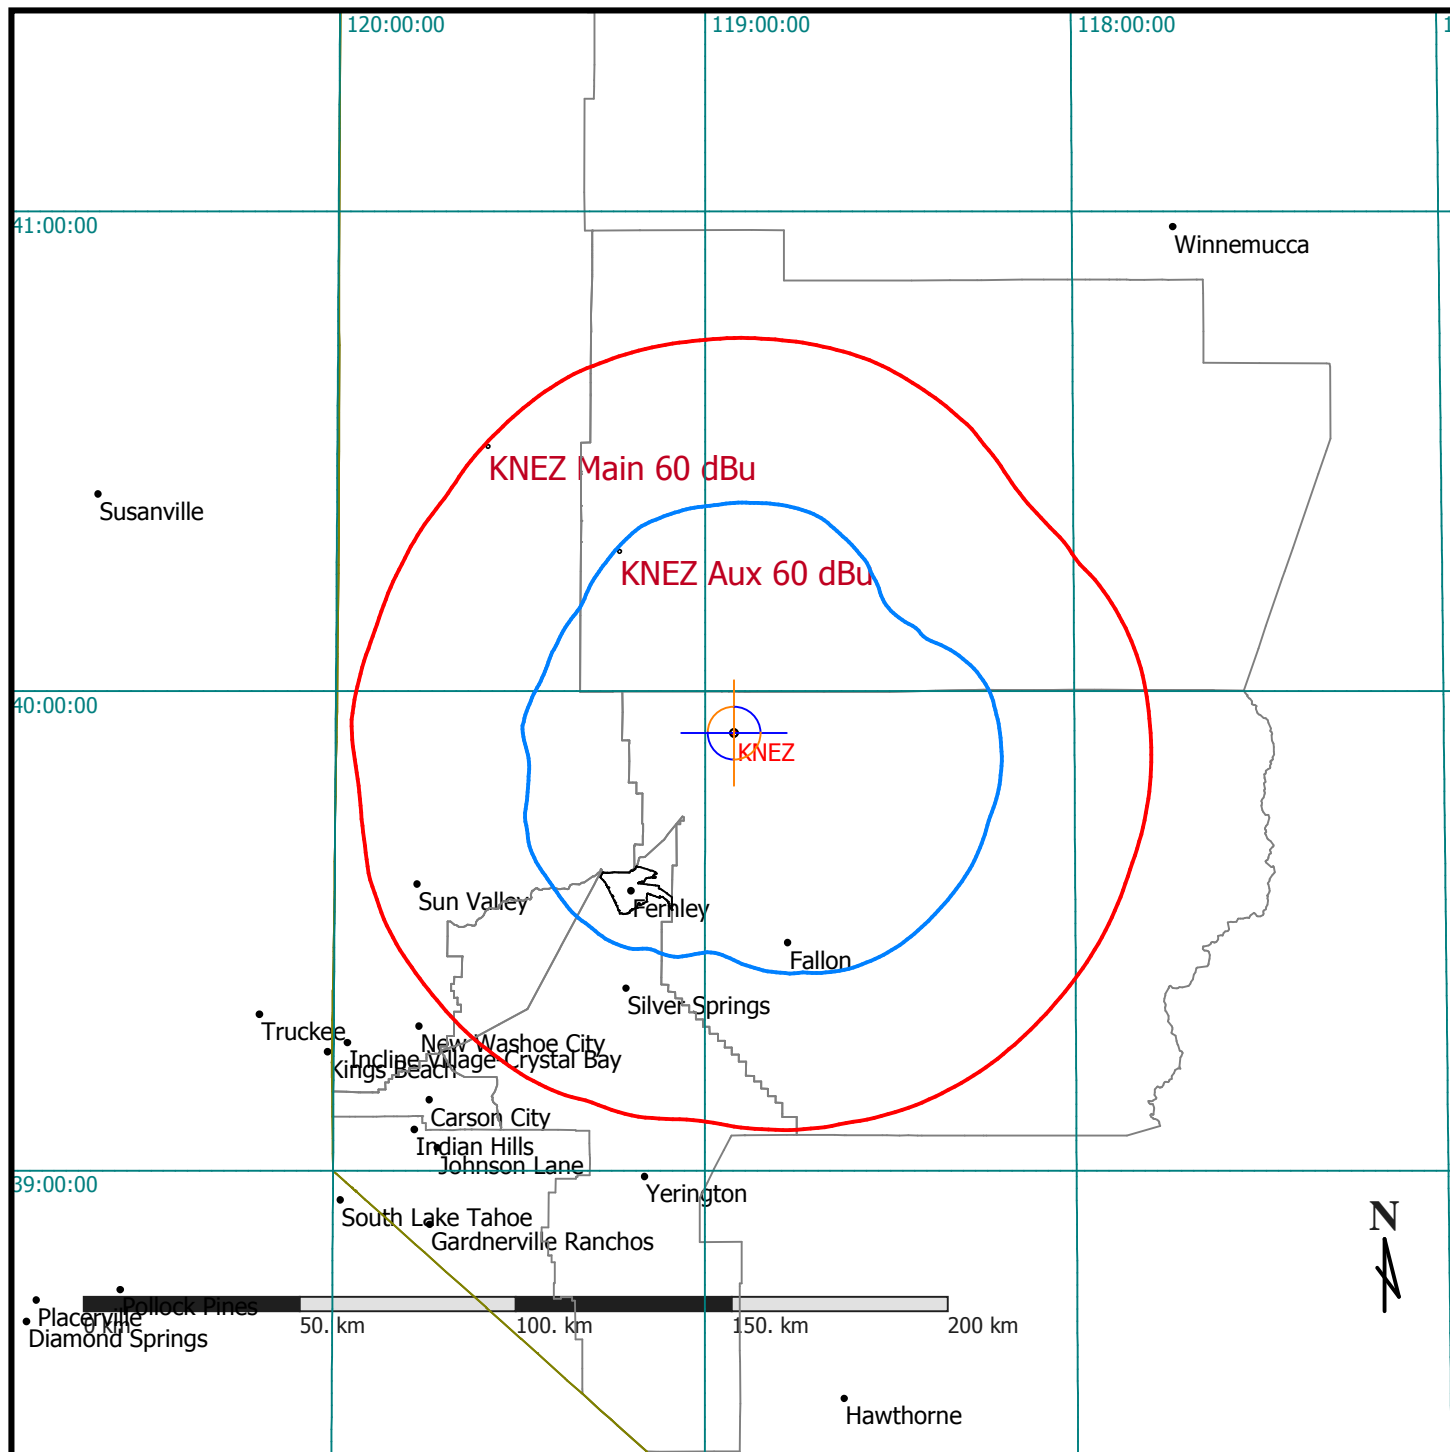 120:00:00
119:00:00
118:00:00
41:00:00
Winnemucca
KNEZ Main 60 dBu
Susanville
KNEZ Aux 60 dBu
40:00:00
KNEZ
Sun Valley
Fernley
Fallon
Silver Springs
Truckee
New Washoe City
Incline Village-Crystal Bay
Kings Beach
Carson City
Indian Hills
Johnson Lane
39:00:00
Yerington
South Lake Tahoe
N
Gardnerville Ranchos
Pollock Pines
Placerville
0 km
50. km
100. km
150. km
200 km
Diamond Springs
Hawthorne